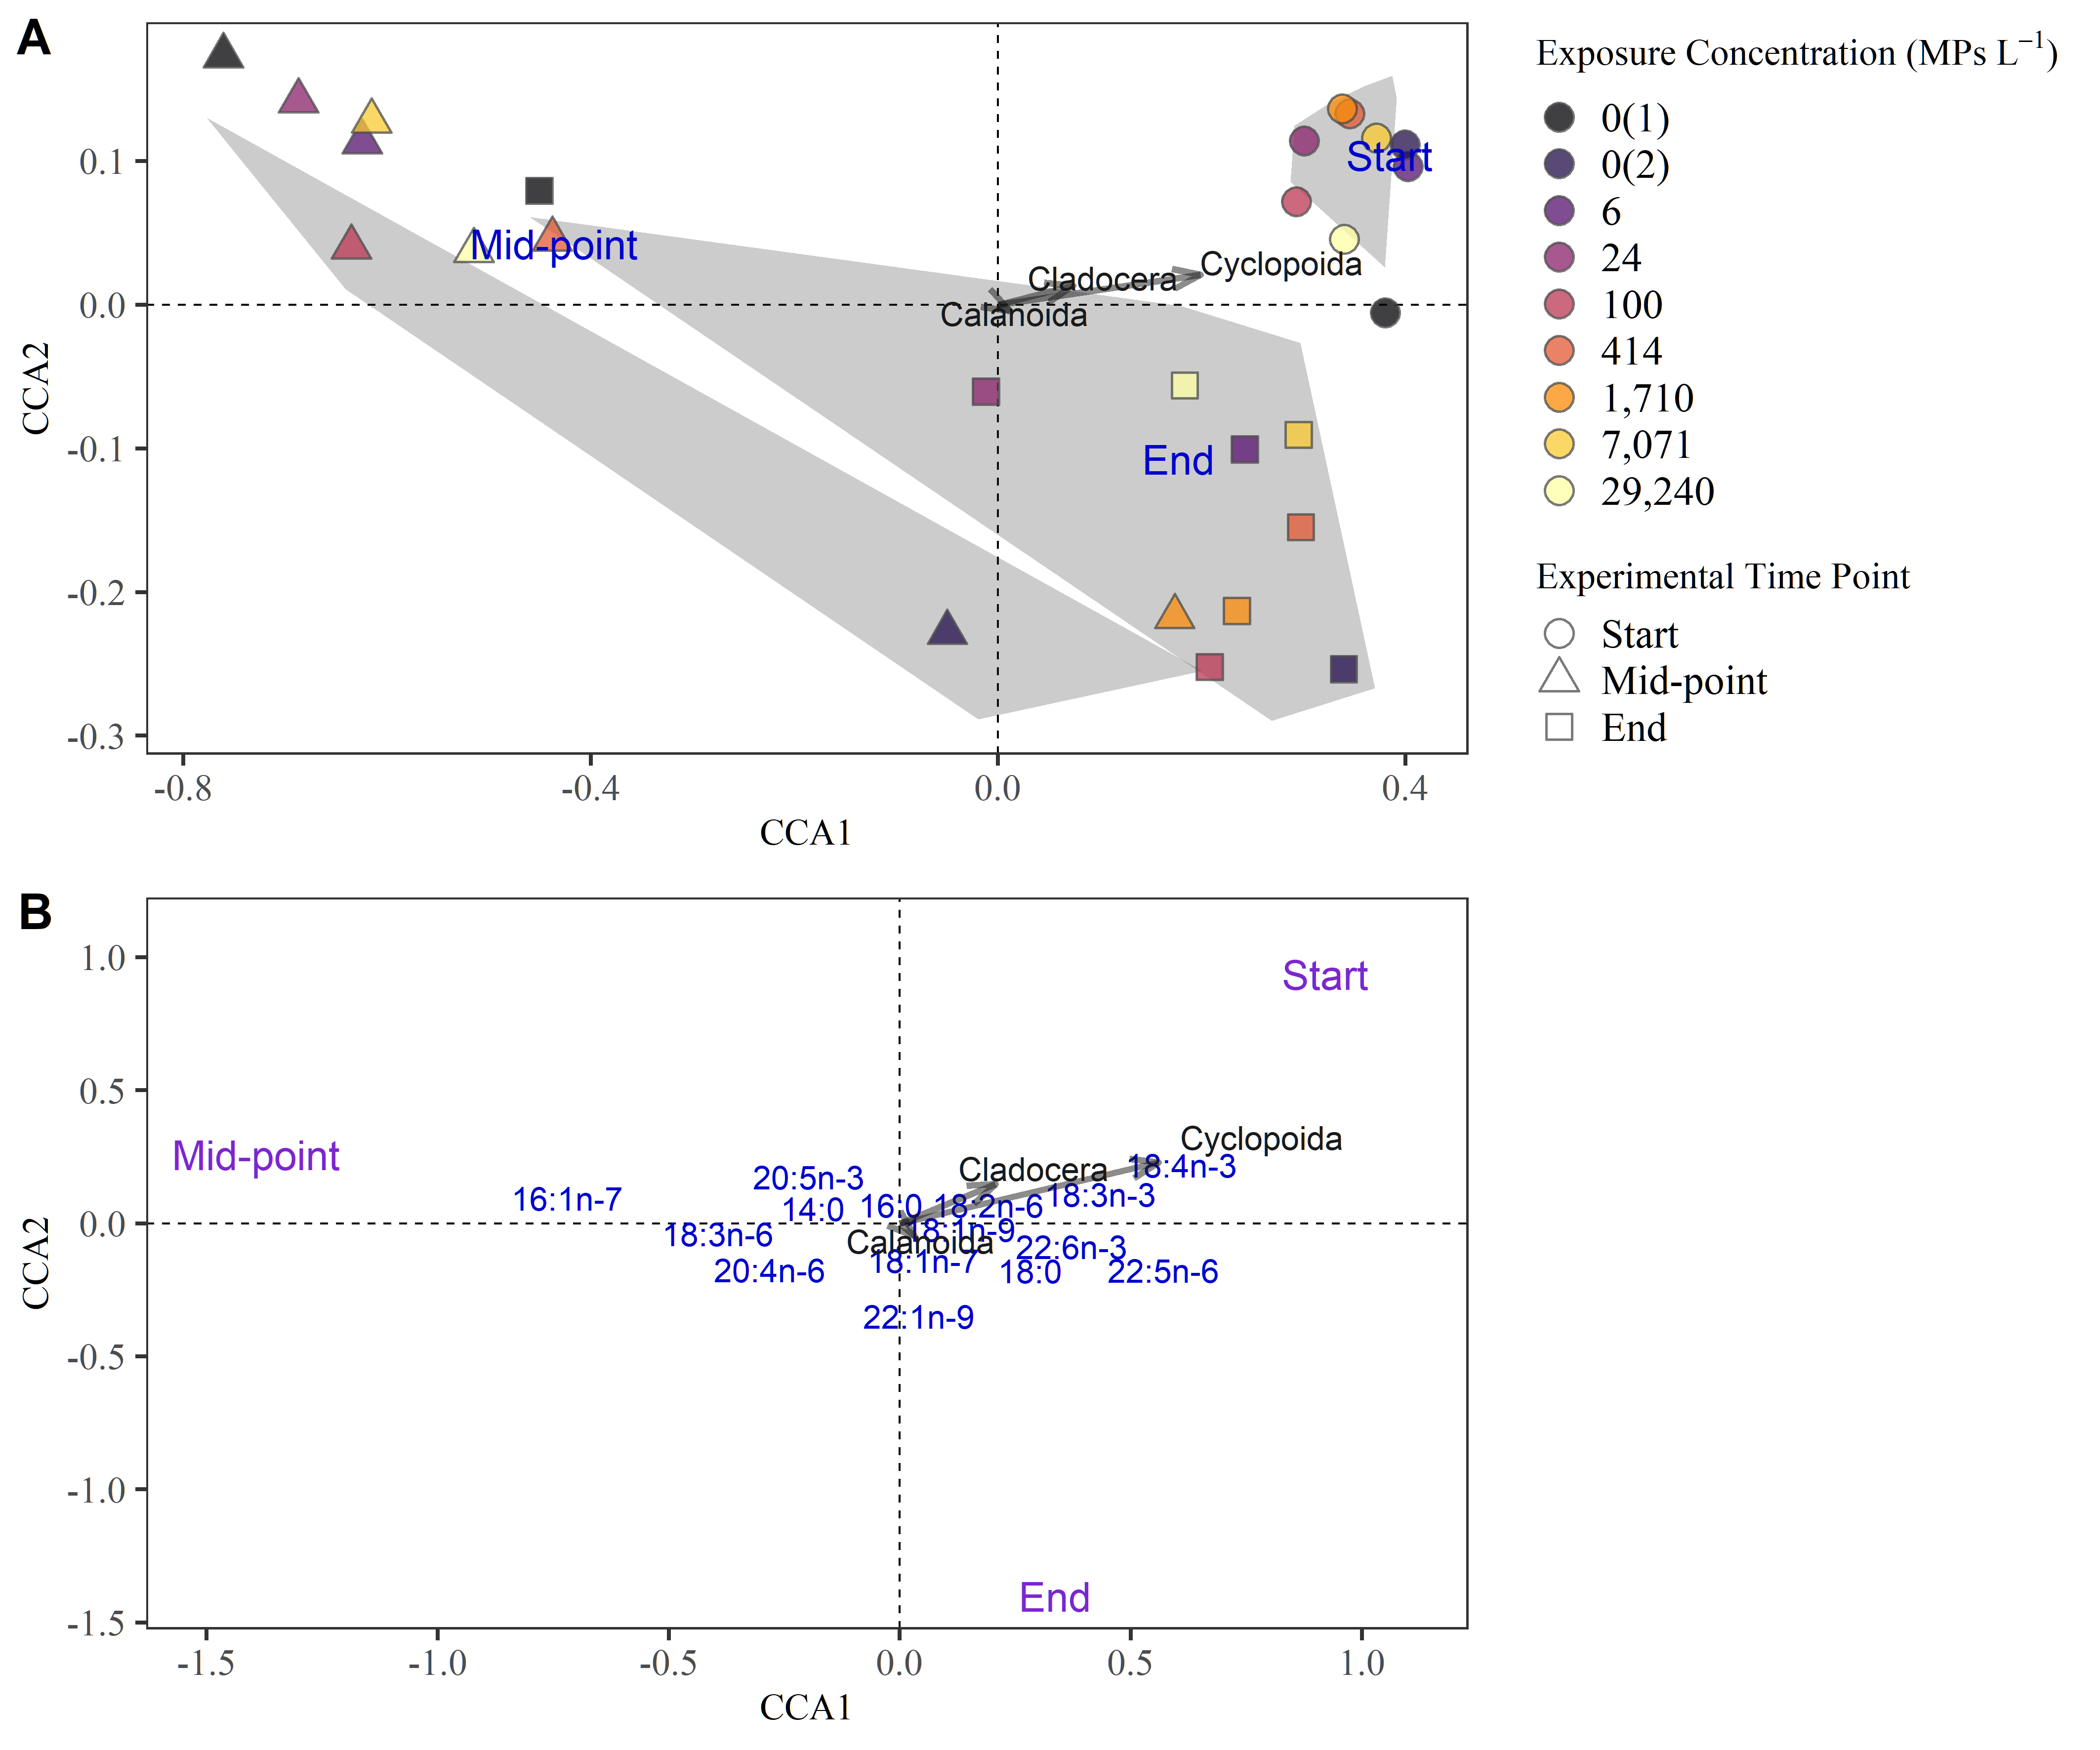 A
Exposure Concentration (MPs L−1)
0(1)
0(2)
6
24
100
414
1,710
7,071
29,240
Experimental Time Point
Start
Mid-point
End
Start
Mid-point
Cyclopoida
Cladocera
Calanoida
End
0.1
0.0
-0.1
-0.2
-0.3
CCA2
-0.8
-0.4
0.0
0.4
CCA1
B
Start
Mid-point
Cyclopoida
Cladocera
18:4n-3
20:5n-3
16:1n-7
14:0
16:0
18:2n-6
18:3n-3
18:3n-6
18:1n-9
Calanoida
22:6n-3
20:4n-6
18:1n-7
18:0
22:5n-6
22:1n-9
End
1.0
0.5
0.0
-0.5
-1.0
-1.5
CCA2
-1.5
-1.0
-0.5
0.0
0.5
1.0
CCA1